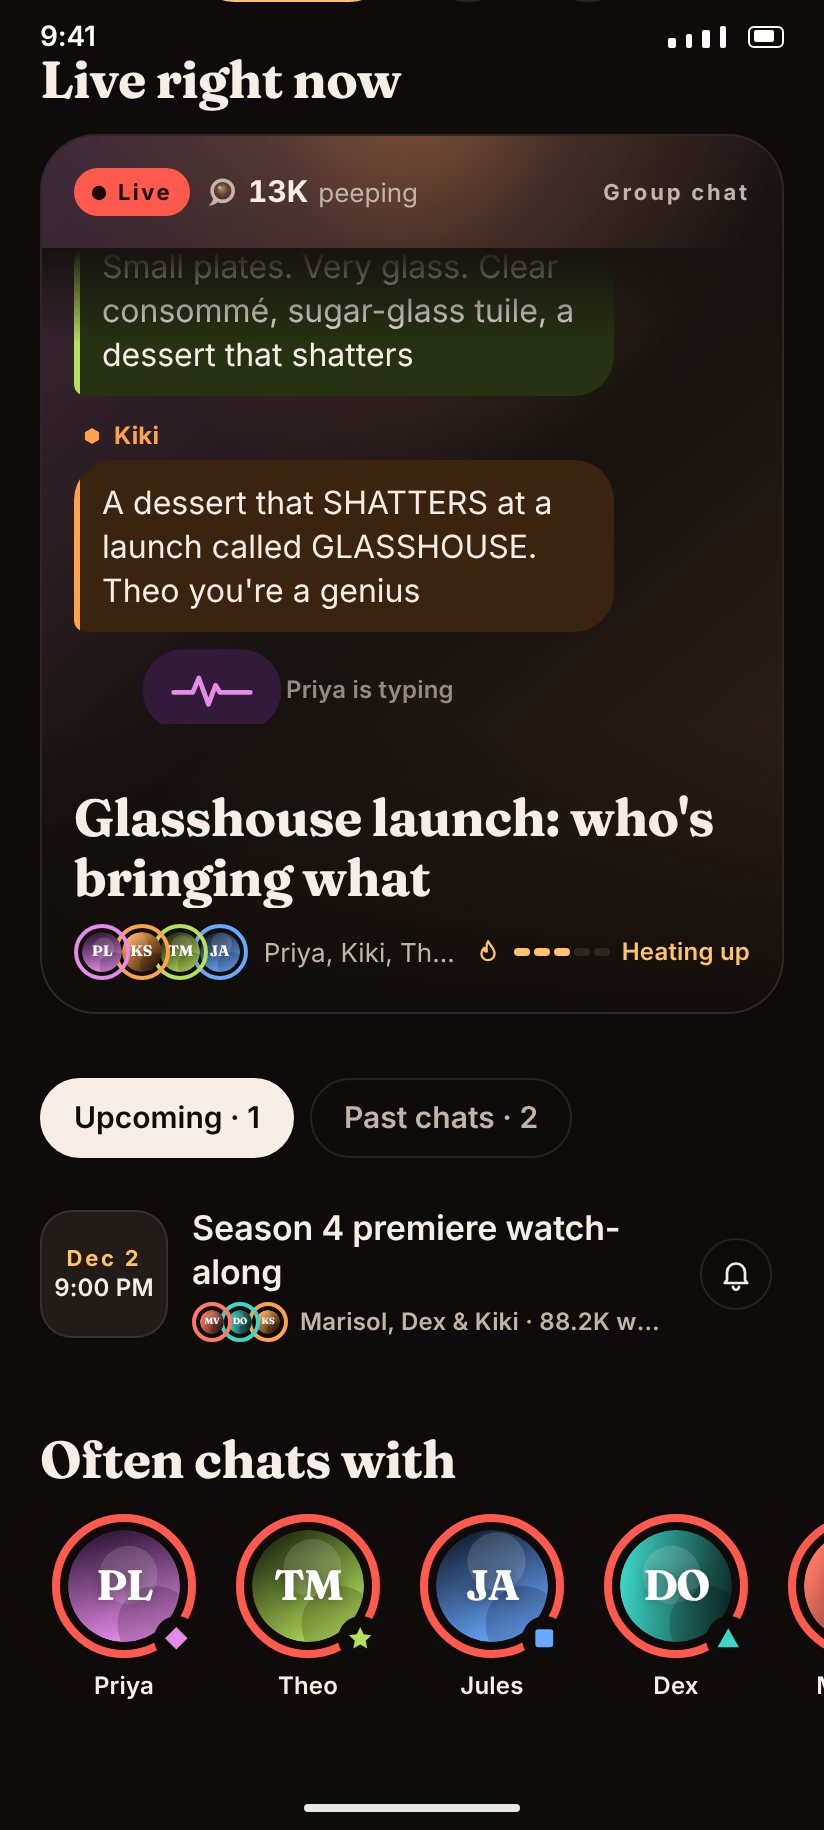 9:41
Live right now
Live 13K peeping Group chat
Small plates. Very glass. Clear
consommé, sugar-glass tuile, a
dessert that shatters
Kiki
A dessert that SHATTERS at a
launch called GLASSHOUSE.
Theo you're a genius
Priya is typing
Glasshouse launch: who's
bringing what
PL KS TM JA Priya, Kiki, Th... Heating up
Upcoming · 1 Past chats · 2
Dec 2
9:00 PM
Season 4 premiere watch-
along
MV DO KS Marisol, Dex & Kiki · 88.2K w...
Often chats with
PL TM JA DO
Priya Theo Jules Dex